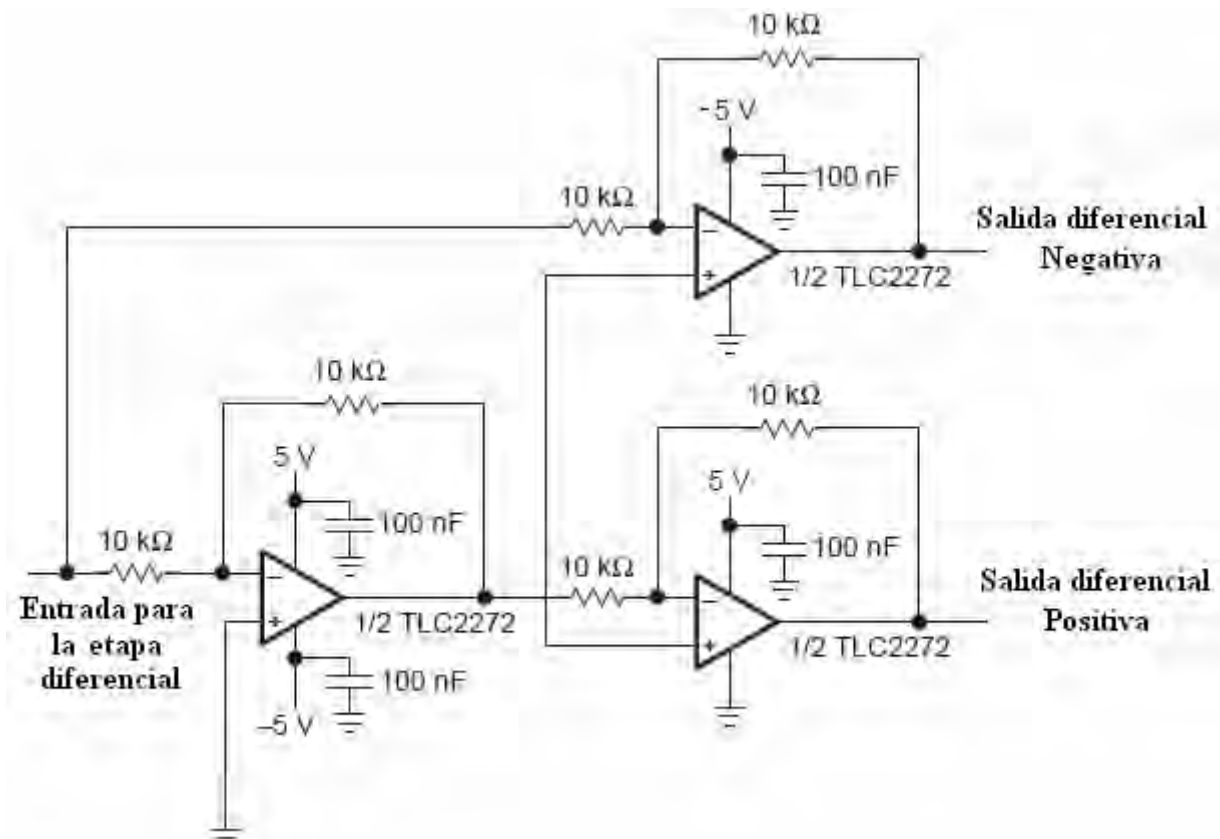 10 kΩ
-5 V
100 nF
10 kΩ
−
+
1/2 TLC2272
Salida diferencial
Negativa
10 kΩ
5 V
100 nF
10 kΩ
−
+
1/2 TLC2272
–5 V
100 nF
10 kΩ
5 V
100 nF
10 kΩ
−
+
1/2 TLC2272
Salida diferencial
Positiva
Entrada para
la etapa
diferencial